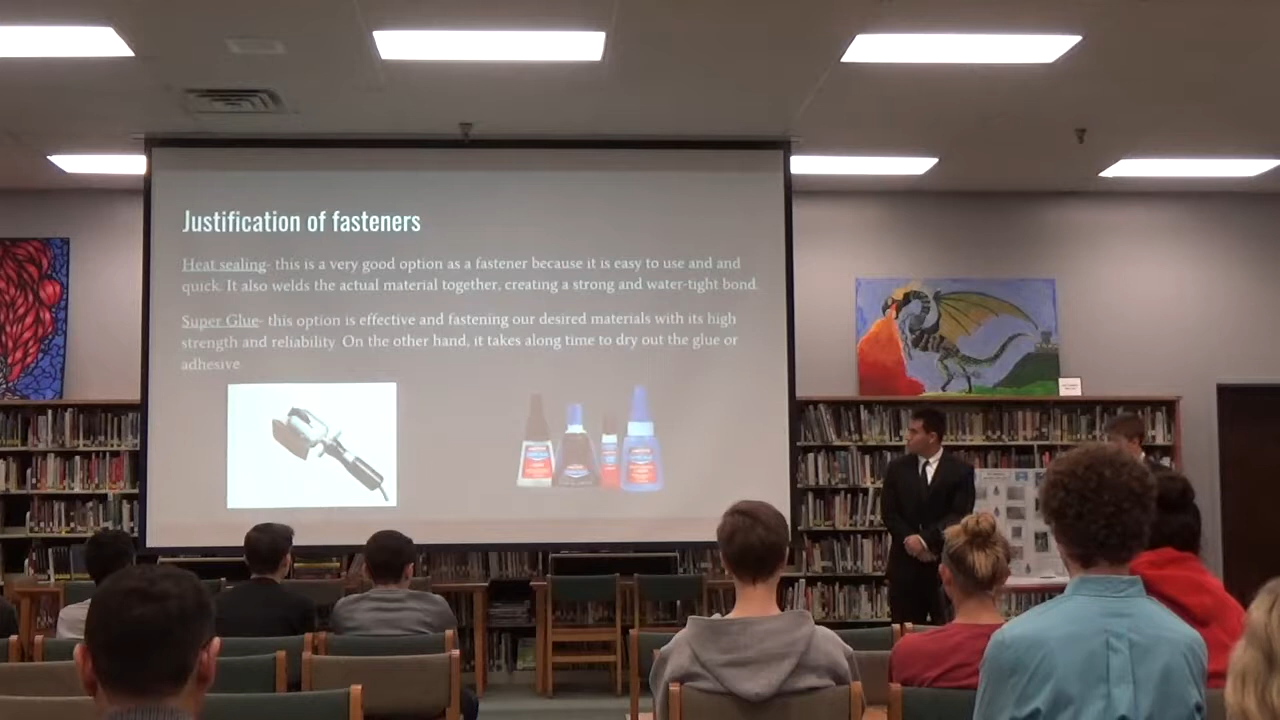 Justification of fasteners
Heat sealing- this is a very good option as a fastener because it is easy to use and and
quick. It also welds the actual material together, creating a strong and water-tight bond.
Super Glue- this option is effective and fastening our desired materials with its high
strength and reliability. On the other hand, it takes along time to dry out the glue or
adhesive.